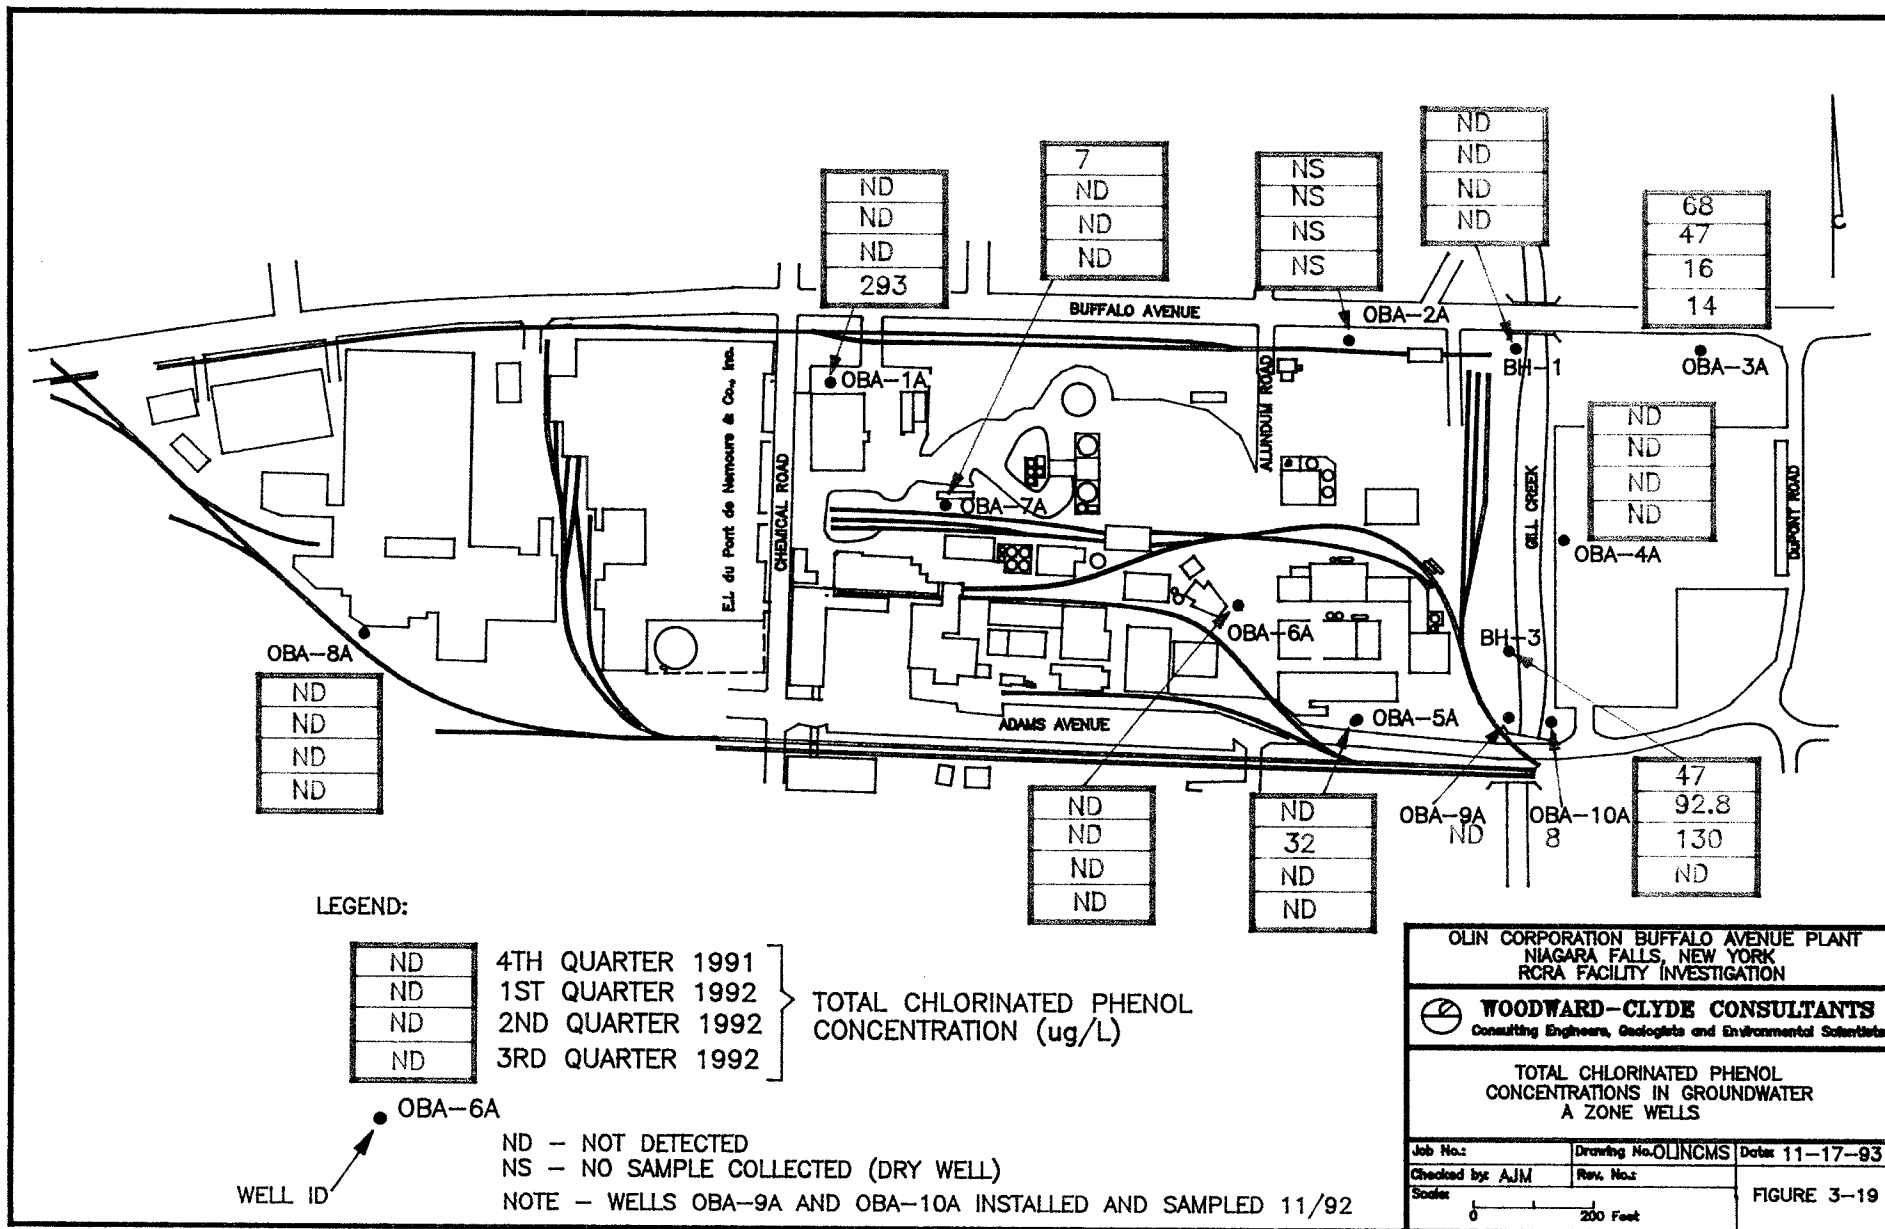 ND
ND
ND
293
7
ND
ND
ND
NS
NS
NS
NS
ND
ND
ND
ND
68
47
16
14
BUFFALO AVENUE
OBA-2A
BH-1
OBA-3A
OBA-1A
E.I. du Pont de Nemours & Co., Inc.
CHEMICAL ROAD
ALUNDUM ROAD
OBA-7A
GILL CREEK
ND
ND
ND
ND
OBA-4A
DUPONT ROAD
OBA-8A
ND
ND
ND
ND
OBA-6A
BH-3
ADAMS AVENUE
OBA-5A
ND
ND
ND
ND
ND
32
ND
ND
OBA-9A
ND
OBA-10A
8
47
92.8
130
ND
LEGEND:
ND 4TH QUARTER 1991
ND 1ST QUARTER 1992
ND 2ND QUARTER 1992
ND 3RD QUARTER 1992
TOTAL CHLORINATED PHENOL
CONCENTRATION (ug/L)
OBA-6A
WELL ID
ND - NOT DETECTED
NS - NO SAMPLE COLLECTED (DRY WELL)
NOTE - WELLS OBA-9A AND OBA-10A INSTALLED AND SAMPLED 11/92
OLIN CORPORATION BUFFALO AVENUE PLANT
NIAGARA FALLS, NEW YORK
RCRA FACILITY INVESTIGATION
WOODWARD-CLYDE CONSULTANTS
Consulting Engineers, Geologists and Environmental Scientists
TOTAL CHLORINATED PHENOL
CONCENTRATIONS IN GROUNDWATER
A ZONE WELLS
Job No.: Drawing No.: OLINCMS Date: 11-17-93
Checked by: AJM Rev. No.:
Scale: 0 200 Feet
FIGURE 3-19